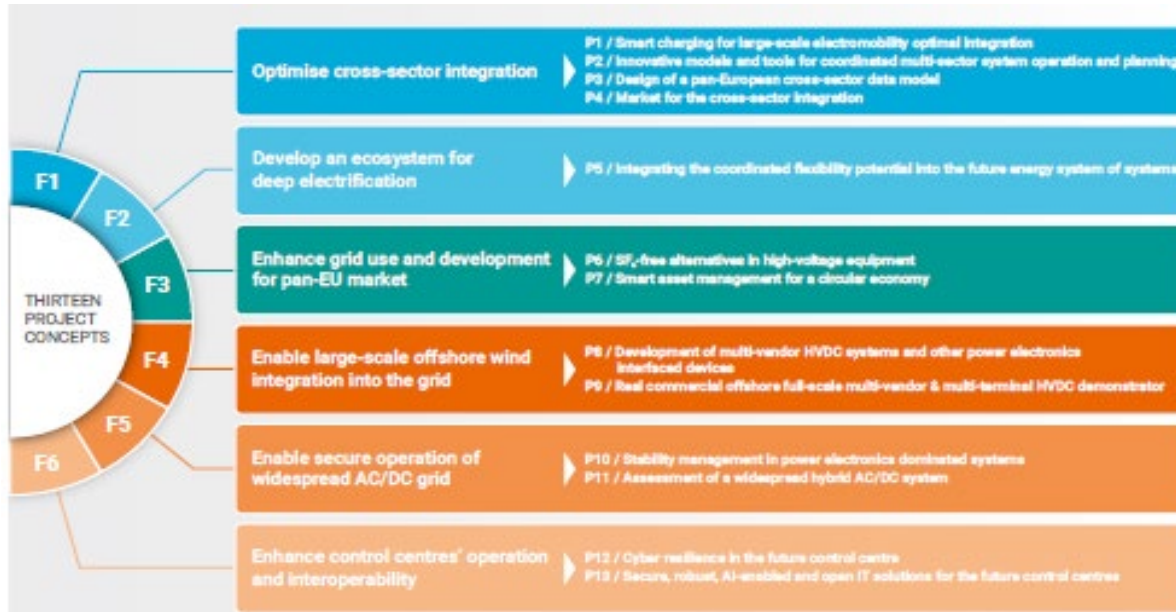 THIRTEEN
PROJECT
CONCEPTS
F1
Optimise cross-sector integration
P1 / Smart charging for large-scale electromobility optimal integration
P2 / Innovative models and tools for coordinated multi-sector system operation and planning
P3 / Design of a pan-European cross-sector data model
P4 / Market for the cross-sector integration
F2
Develop an ecosystem for
deep electrification
P5 / Integrating the coordinated flexibility potential into the future energy system of systems
F3
Enhance grid use and development
for pan-EU market
P6 / SF₆-free alternatives in high-voltage equipment
P7 / Smart asset management for a circular economy
F4
Enable large-scale offshore wind
integration into the grid
P8 / Development of multi-vendor HVDC systems and other power electronics
interfaced devices
P9 / Real commercial offshore full-scale multi-vendor & multi-terminal HVDC demonstrator
F5
Enable secure operation of
widespread AC/DC grid
P10 / Stability management in power electronics dominated systems
P11 / Assessment of a widespread hybrid AC/DC system
F6
Enhance control centres' operation
and interoperability
P12 / Cyber resilience in the future control centre
P13 / Secure, robust, AI-enabled and open IT solutions for the future control centres